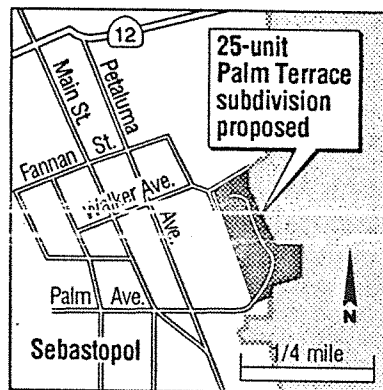 12
25-unit
Palm Terrace
subdivision
proposed
Main St.
Petaluma
Ave.
Fannan St.
Walker Ave.
Palm Ave.
Sebastopol
N
1/4 mile